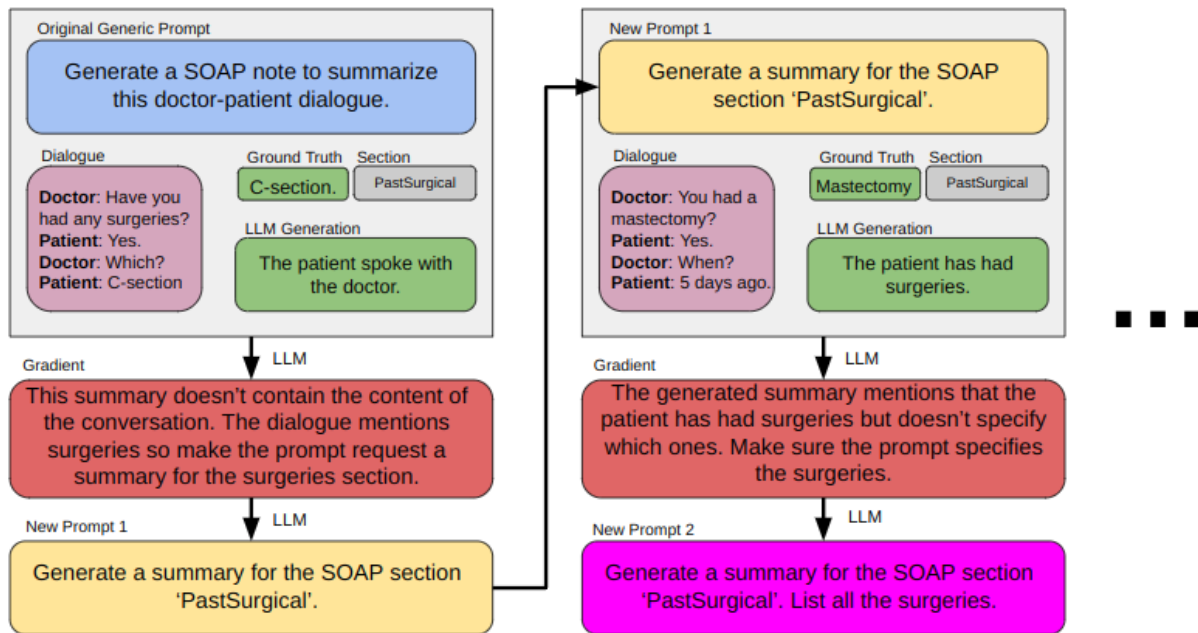 Original Generic Prompt
Generate a SOAP note to summarize
this doctor-patient dialogue.
Dialogue
Doctor: Have you
had any surgeries?
Patient: Yes.
Doctor: Which?
Patient: C-section
Ground Truth
C-section.
Section
PastSurgical
LLM Generation
The patient spoke with
the doctor.
LLM
Gradient
This summary doesn't contain the content of
the conversation. The dialogue mentions
surgeries so make the prompt request a
summary for the surgeries section.
LLM
New Prompt 1
Generate a summary for the SOAP section
‘PastSurgical’.
New Prompt 1
Generate a summary for the SOAP
section ‘PastSurgical’.
Dialogue
Doctor: You had a
mastectomy?
Patient: Yes.
Doctor: When?
Patient: 5 days ago.
Ground Truth
Mastectomy
Section
PastSurgical
LLM Generation
The patient has had
surgeries.
LLM
Gradient
The generated summary mentions that the
patient has had surgeries but doesn't specify
which ones. Make sure the prompt specifies
the surgeries.
LLM
New Prompt 2
Generate a summary for the SOAP section
‘PastSurgical’. List all the surgeries.
...